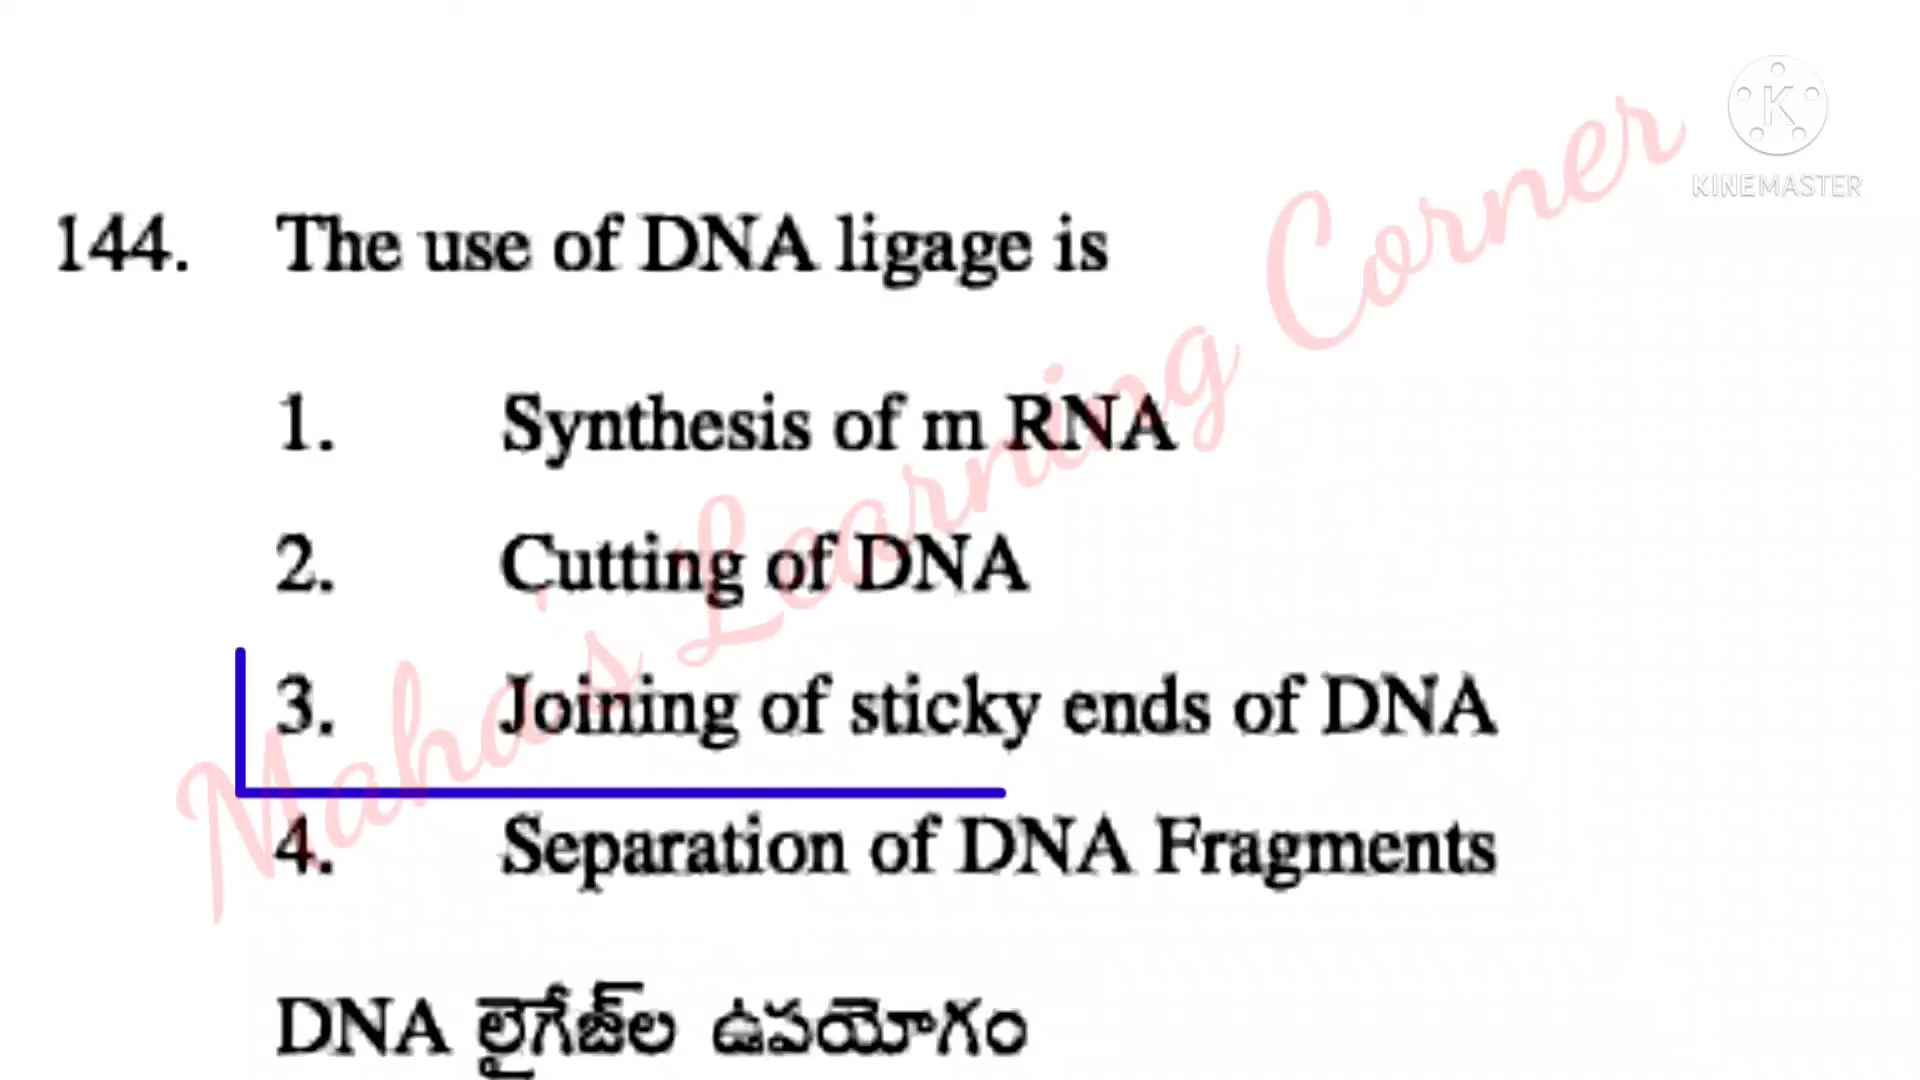 KINEMASTER
144. The use of DNA ligage is
1. Synthesis of m RNA
2. Cutting of DNA
3. Joining of sticky ends of DNA
4. Separation of DNA Fragments
DNA లైగేజ్‌ల ఉపయోగం
Maha's Learning Corner